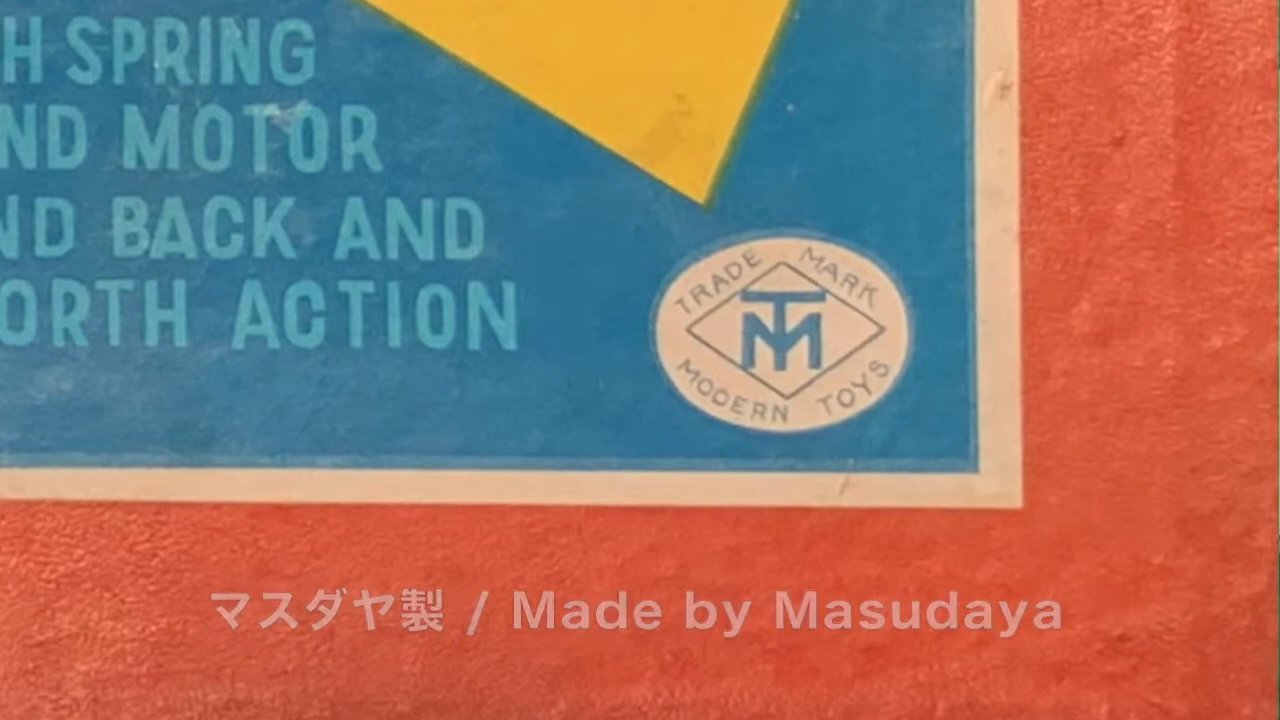 H SPRING
ND MOTOR
ND BACK AND
ORTH ACTION
TRADE MARK
TM
MODERN TOYS
マスダヤ製 / Made by Masudaya